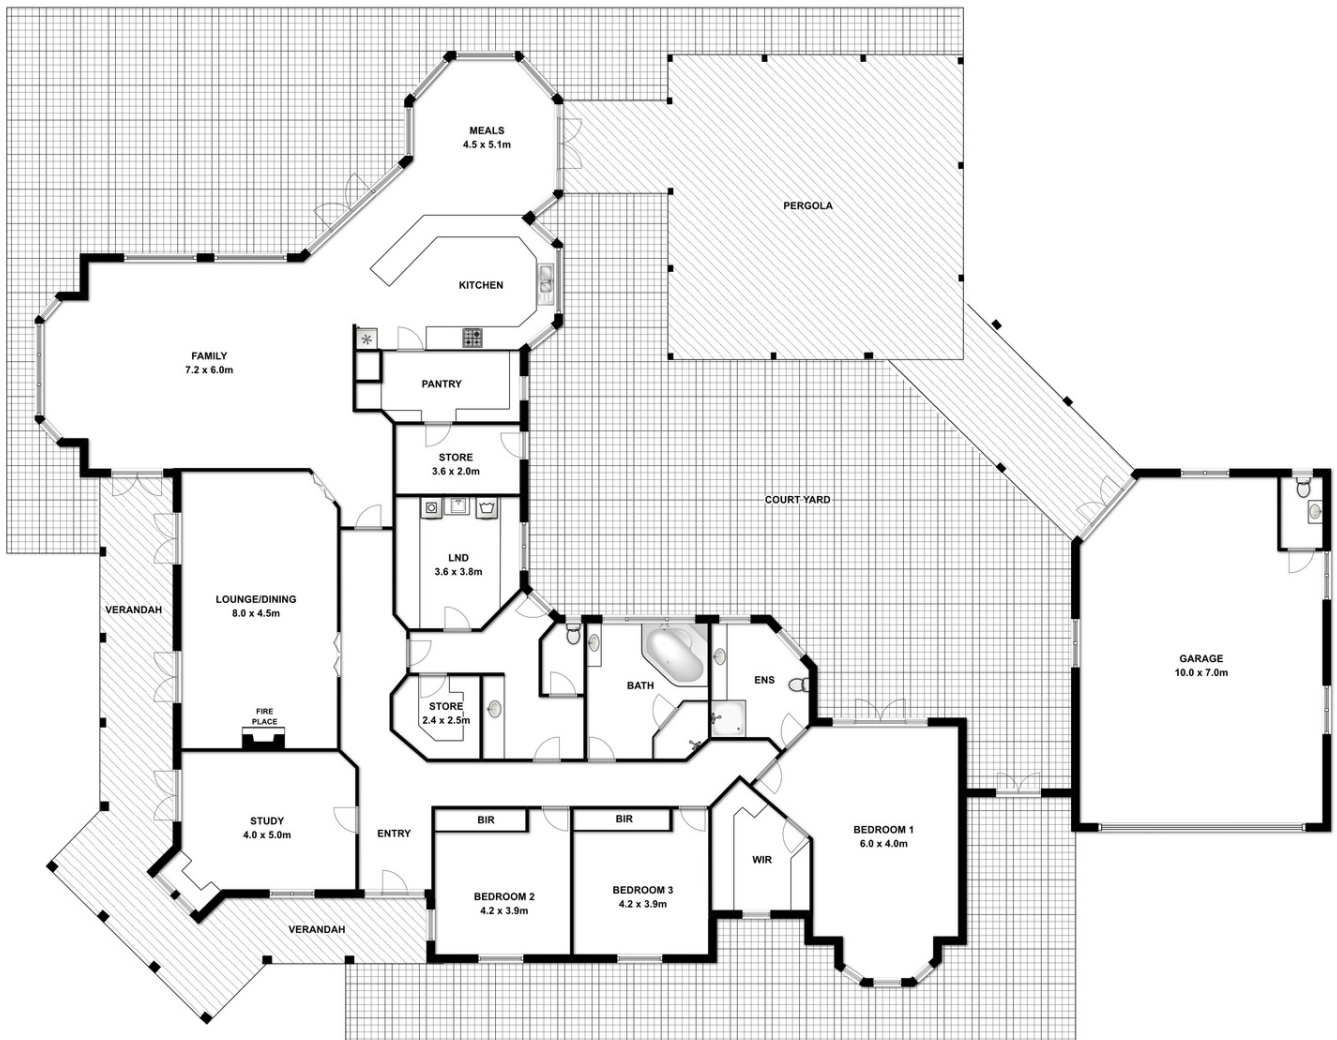 MEALS
4.5 x 5.1m
PERGOLA
KITCHEN
FAMILY
7.2 x 6.0m
PANTRY
STORE
3.6 x 2.0m
COURT YARD
LND
3.6 x 3.8m
LOUNGE/DINING
8.0 x 4.5m
VERANDAH
GARAGE
10.0 x 7.0m
BATH
ENS
STORE
2.4 x 2.5m
FIRE
PLACE
STUDY
4.0 x 5.0m
ENTRY
BIR
BIR
BEDROOM 1
6.0 x 4.0m
WIR
BEDROOM 2
4.2 x 3.9m
BEDROOM 3
4.2 x 3.9m
VERANDAH